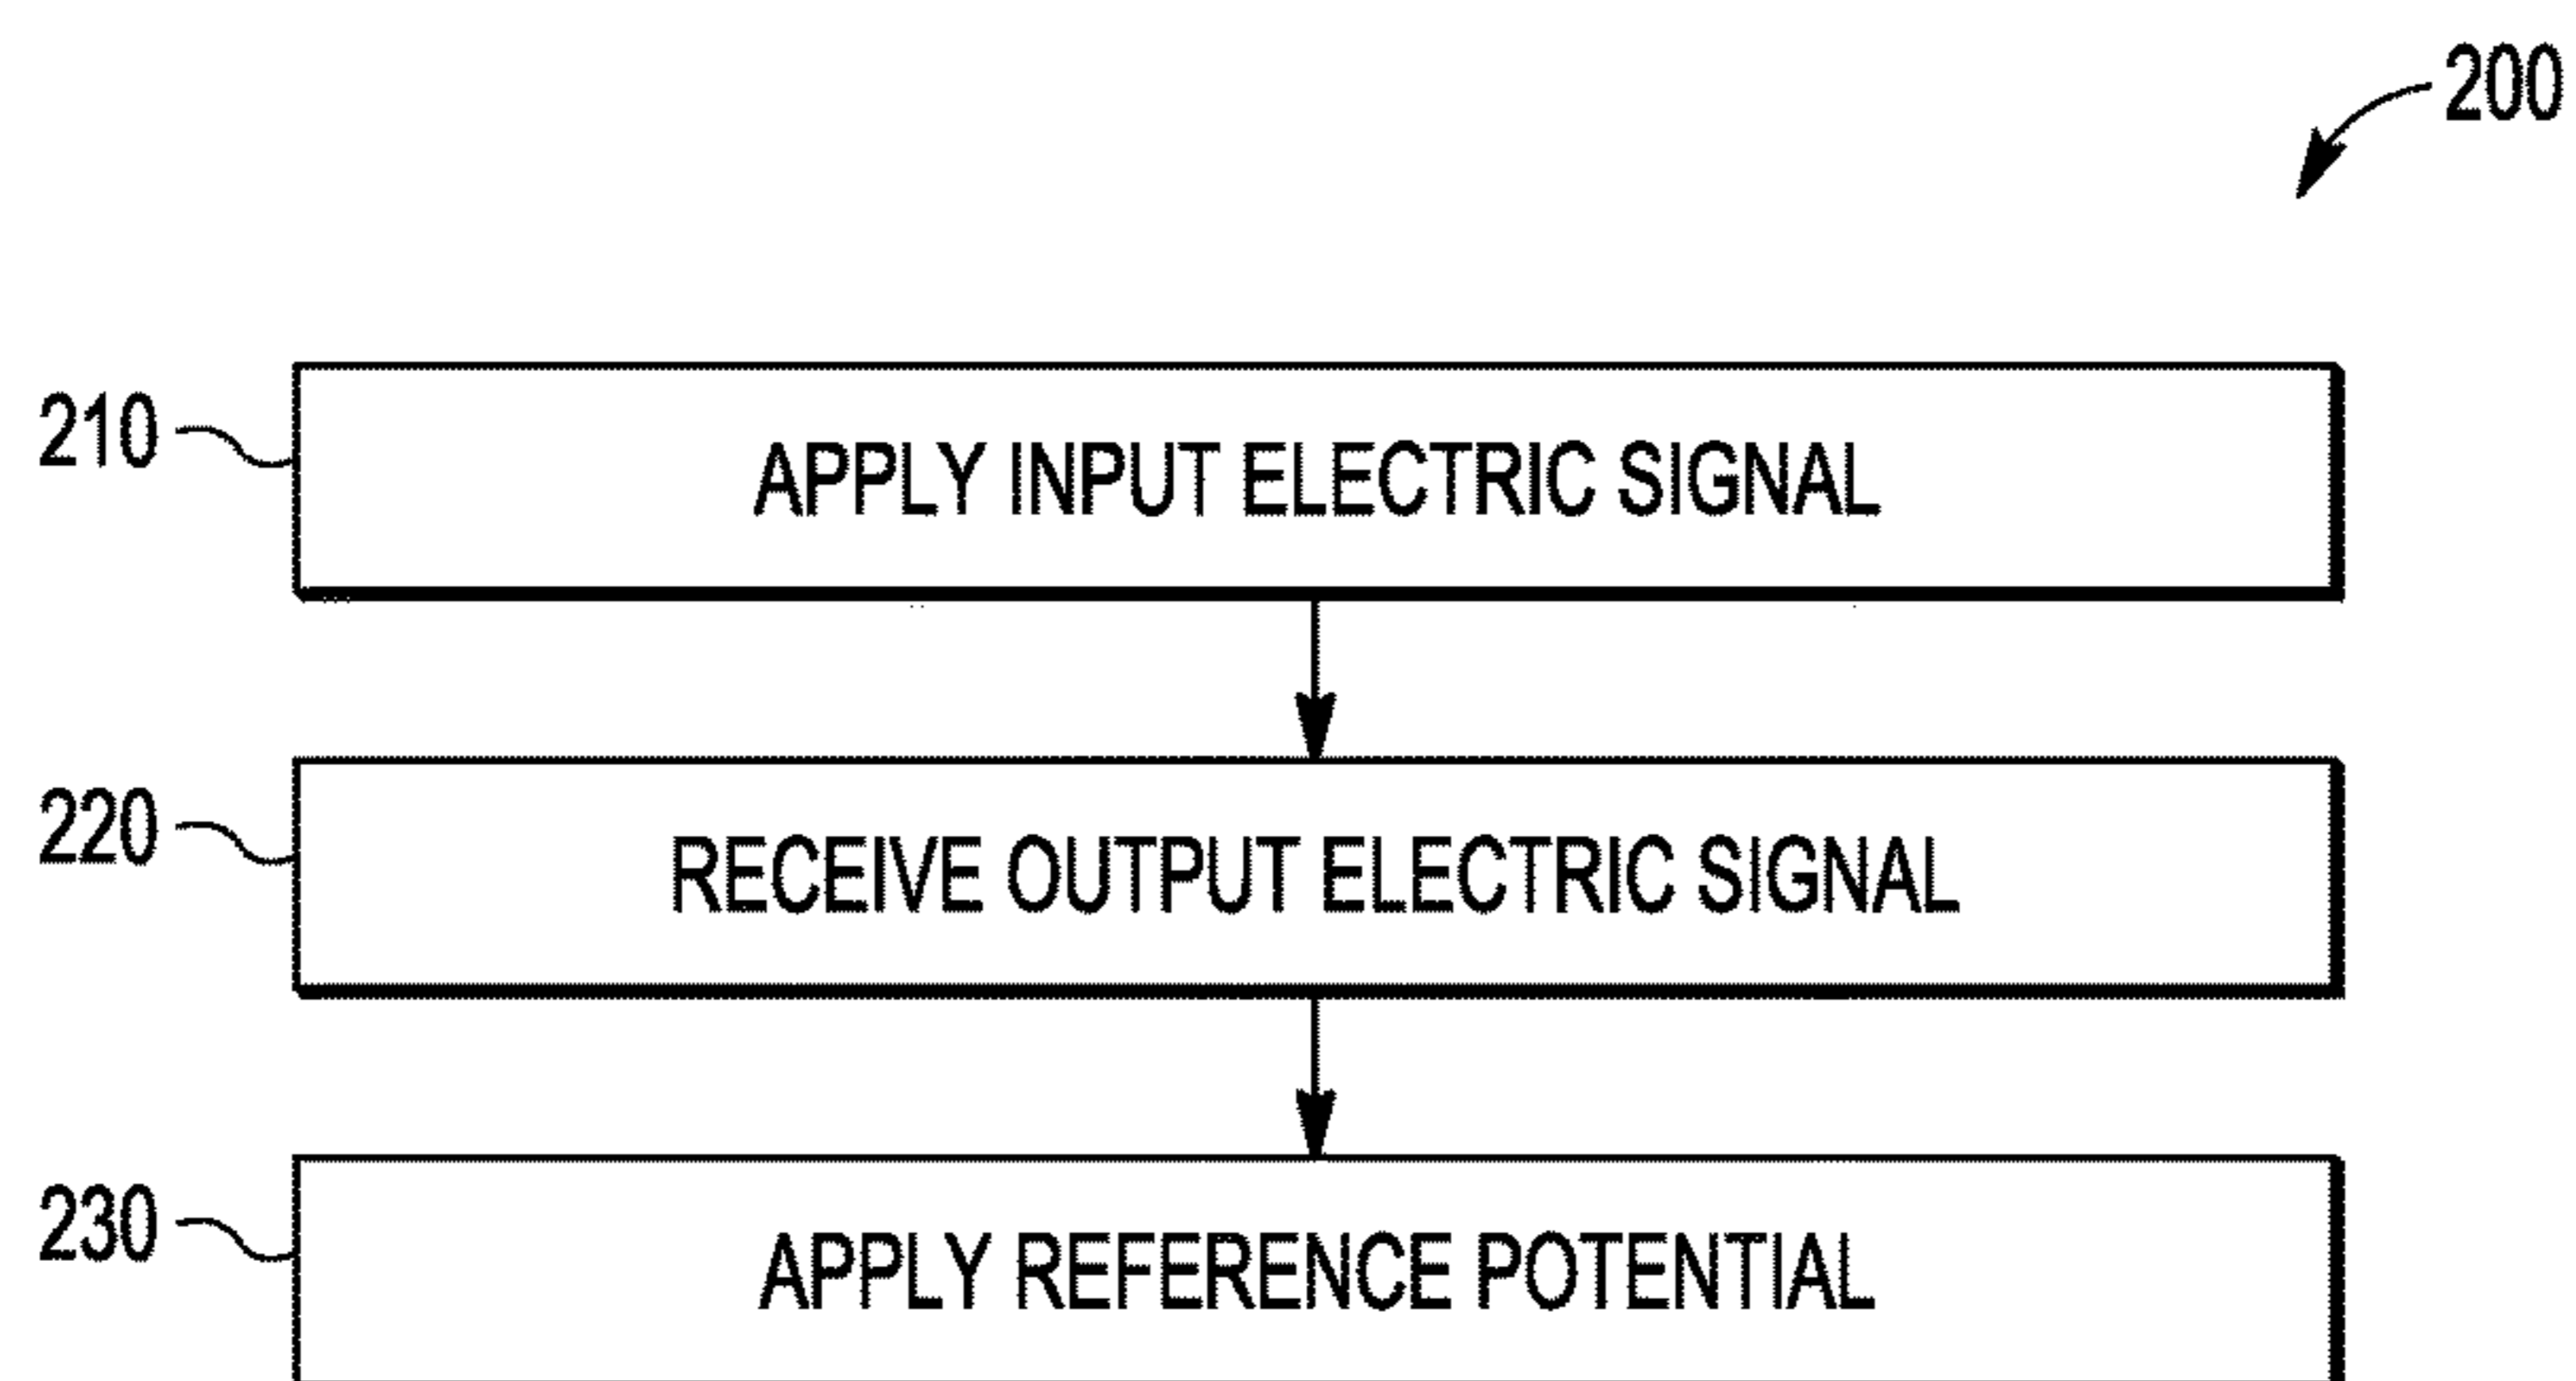 200
210
APPLY INPUT ELECTRIC SIGNAL
220
RECEIVE OUTPUT ELECTRIC SIGNAL
230
APPLY REFERENCE POTENTIAL